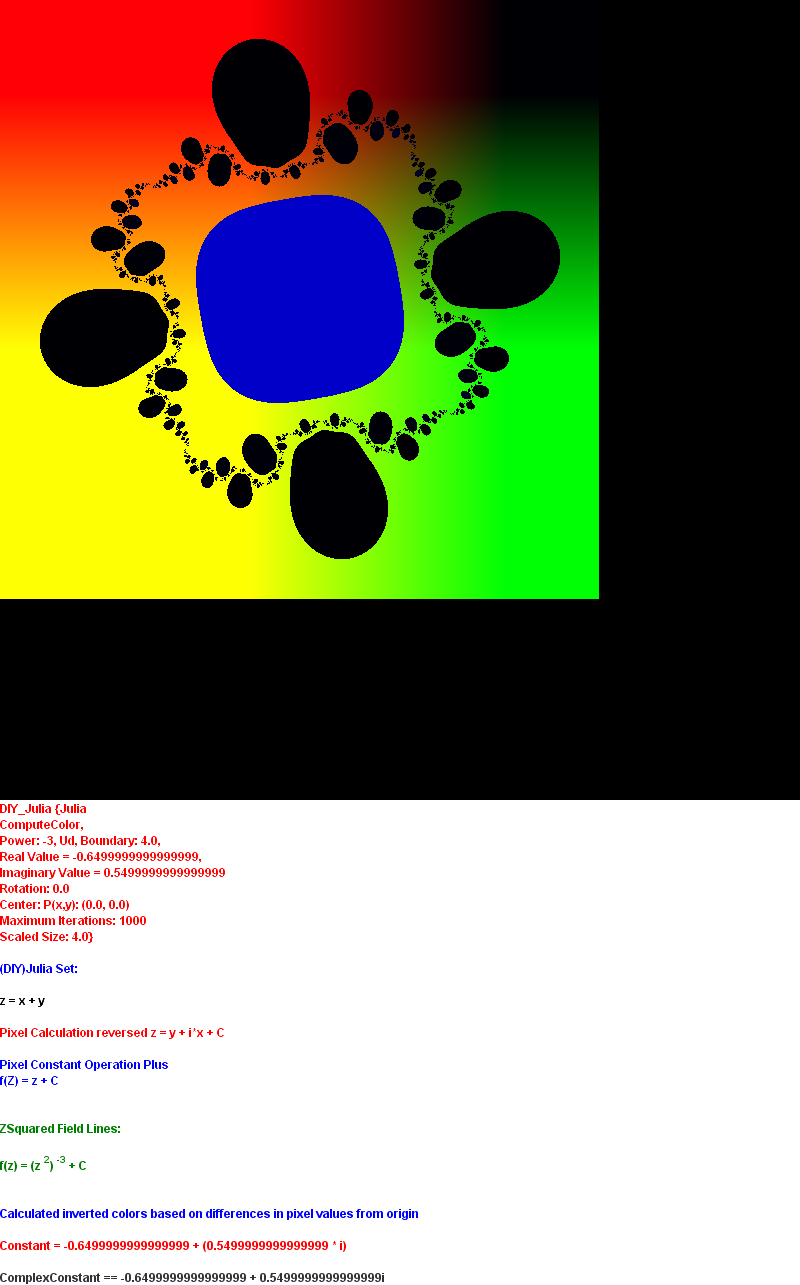 DIY_Julia {Julia
ComputeColor,
Power: -3, Ud, Boundary: 4.0,
Real Value = -0.6499999999999999,
Imaginary Value = 0.5499999999999999
Rotation: 0.0
Center: P(x,y): (0.0, 0.0)
Maximum Iterations: 1000
Scaled Size: 4.0}
(DIY)Julia Set:
z = x + y
Pixel Calculation reversed z = y + i*x + C
Pixel Constant Operation Plus
f(Z) = z + C
ZSquared Field Lines:
f(z) = (z 2) -3 + C
Calculated inverted colors based on differences in pixel values from origin
Constant = -0.6499999999999999 + (0.5499999999999999 * i)
ComplexConstant == -0.6499999999999999 + 0.5499999999999999i